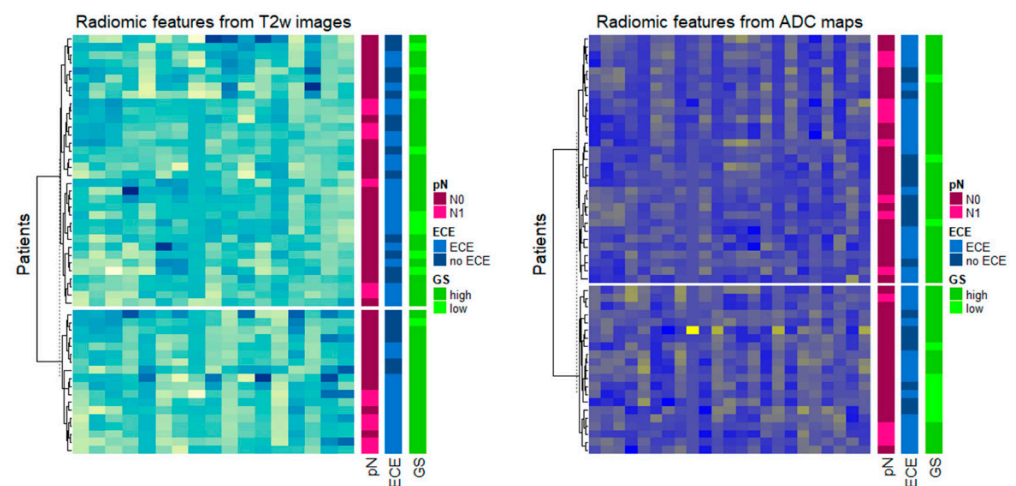 Radiomic features from T2w images
Patients
pN
N0
N1
ECE
ECE
no ECE
GS
high
low
pN
ECE
GS
Radiomic features from ADC maps
Patients
pN
N0
N1
ECE
ECE
no ECE
GS
high
low
pN
ECE
GS